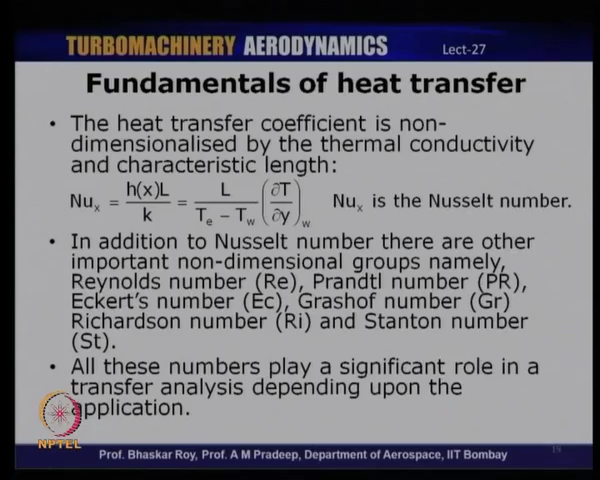 TURBOMACHINERY AERODYNAMICS Lect-27
Fundamentals of heat transfer
• The heat transfer coefficient is non-
dimensionalised by the thermal conductivity
and characteristic length:
Nuₓ = h(x)L / k = L / (Tₑ – T_w) (∂T/∂y)_w Nuₓ is the Nusselt number.
• In addition to Nusselt number there are other
important non-dimensional groups namely,
Reynolds number (Re), Prandtl number (PR),
Eckert's number (Ec), Grashof number (Gr)
Richardson number (Ri) and Stanton number
(St).
• All these numbers play a significant role in a
transfer analysis depending upon the
application.
NPTEL
Prof. Bhaskar Roy, Prof. A M Pradeep, Department of Aerospace, IIT Bombay
19